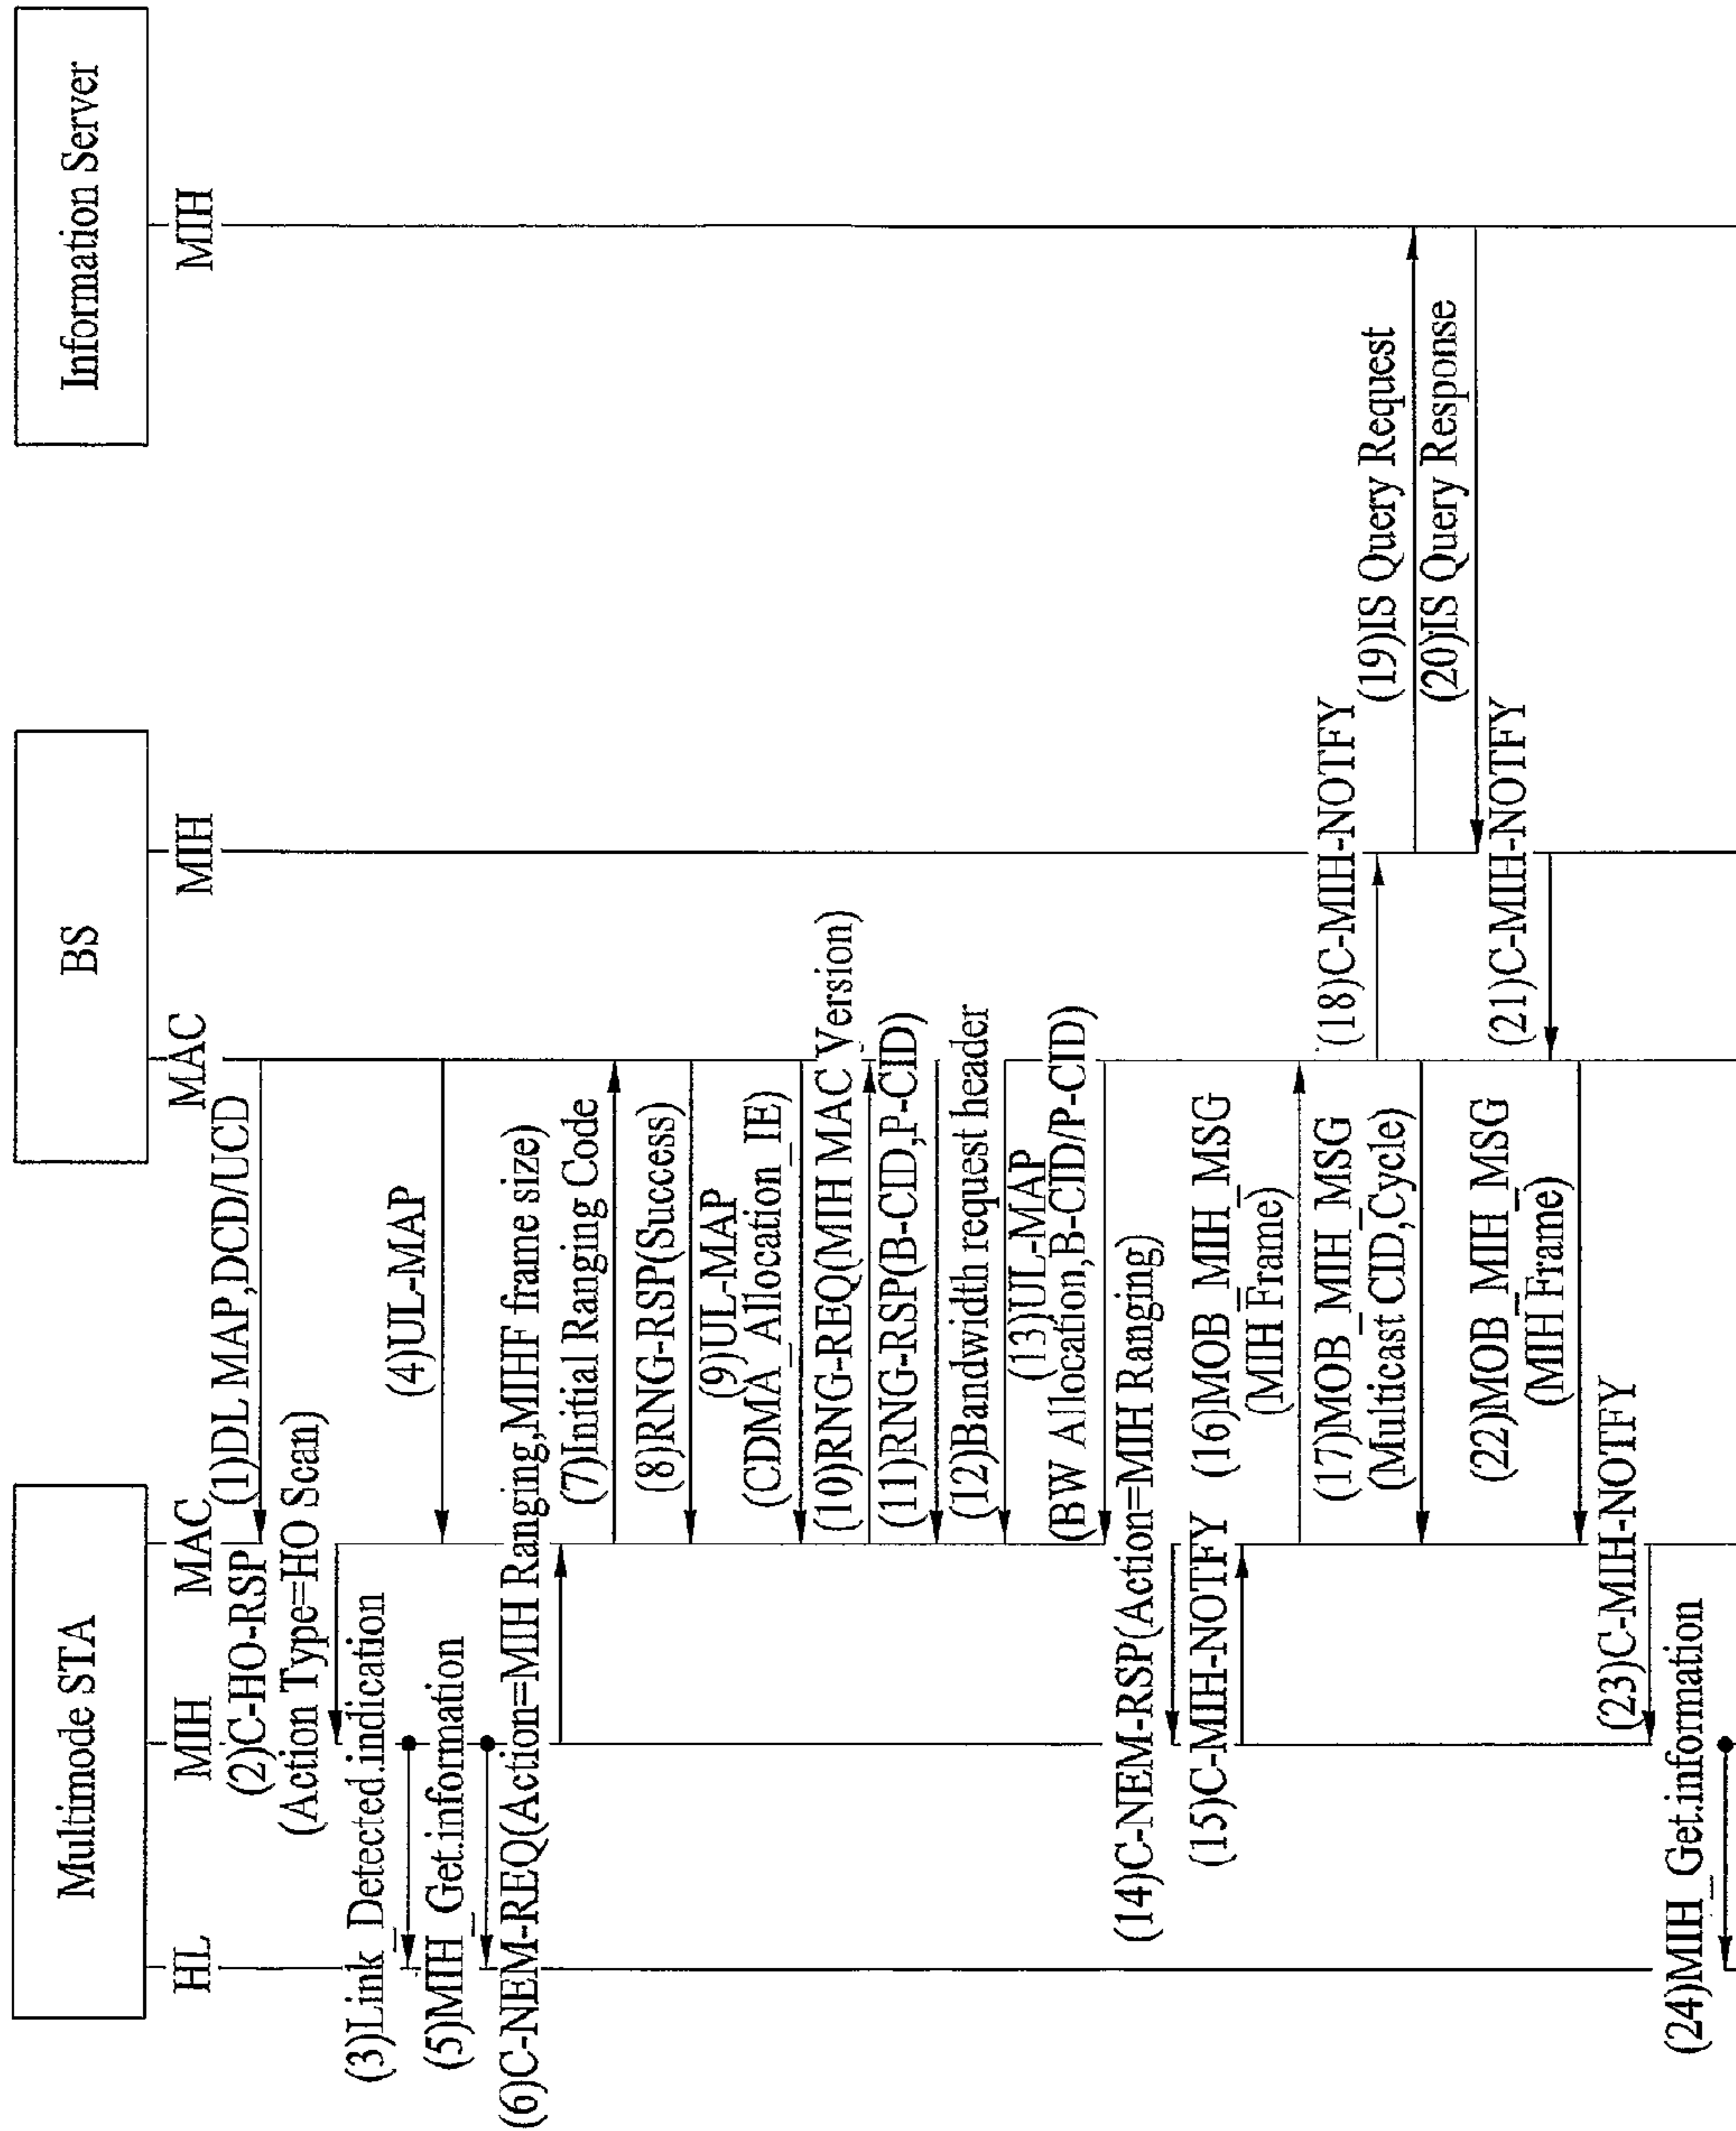 Multimode STA
BS
Information Server
HL
MIH
MAC
MAC
MIH
MIH
(1)DL MAP,DCD/UCD
(2)C-HO-RSP
(Action Type=HO Scan)
(3)Link_Detected.indication
(4)UL-MAP
(5)MIH_Get.information
(6)C-NEM-REQ(Action=MIH Ranging,MIHF frame size)
(7)Initial Ranging Code
(8)RNG-RSP(Success)
(9)UL-MAP
(CDMA_Allocation_IE)
(10)RNG-REQ(MIH MAC Version)
(11)RNG-RSP(B-CID,P-CID)
(12)Bandwidth request header
(13)UL-MAP
(BW Allocation,B-CID/P-CID)
(14)C-NEM-RSP(Action=MIH Ranging)
(15)C-MIH-NOTFY
(16)MOB_MIH_MSG
(MIH Frame)
(17)MOB_MIH_MSG
(Multicast CID,Cycle)
(18)C-MIH-NOTFY
(19)IS Query Request
(20)IS Query Response
(21)C-MIH-NOTFY
(22)MOB_MIH_MSG
(MIH Frame)
(23)C-MIH-NOTFY
(24)MIH_Get.information